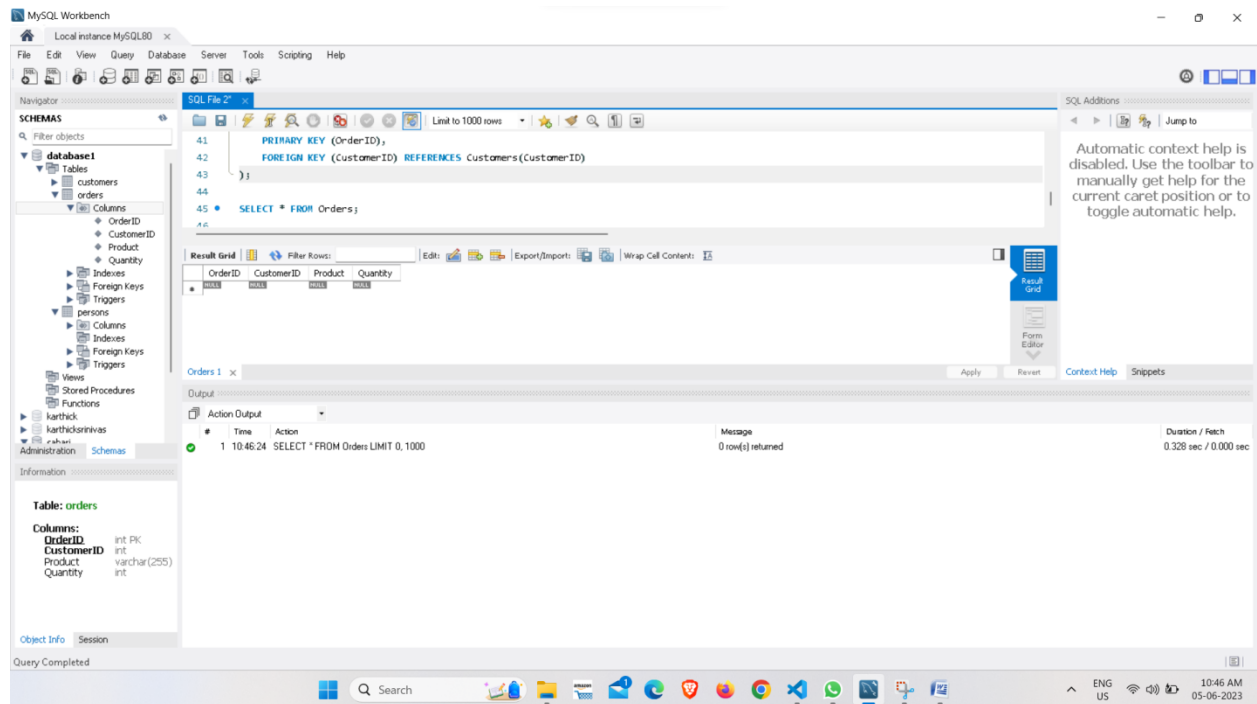 MySQL Workbench
Local instance MySQL80
File Edit View Query Database Server Tools Scripting Help
Navigator
SCHEMAS
Filter objects
database1
Tables
customers
orders
Columns
OrderID
CustomerID
Product
Quantity
Indexes
Foreign Keys
Triggers
persons
Columns
Indexes
Foreign Keys
Triggers
Views
Stored Procedures
Functions
karthick
karthicksrinivas
Administration Schemas
Information
Table: orders
Columns:
OrderID int PK
CustomerID int
Product varchar(255)
Quantity int
Object Info Session
Query Completed
SQL File 2*
Limit to 1000 rows
41 PRIMARY KEY (OrderID),
42 FOREIGN KEY (CustomerID) REFERENCES Customers(CustomerID)
43 );
44
45 SELECT * FROM Orders;
46
Result Grid Filter Rows: Edit: Export/Import: Wrap Cell Content:
OrderID CustomerID Product Quantity
NULL NULL NULL NULL
Result
Grid
Form
Editor
Orders 1 Apply Revert
Output
Action Output
# Time Action Message Duration / Fetch
1 10:46:24 SELECT * FROM Orders LIMIT 0, 1000 0 row(s) returned 0.328 sec / 0.000 sec
SQL Additions
Jump to
Automatic context help is
disabled. Use the toolbar to
manually get help for the
current caret position or to
toggle automatic help.
Context Help Snippets
Search
ENG
US
10:46 AM
05-06-2023